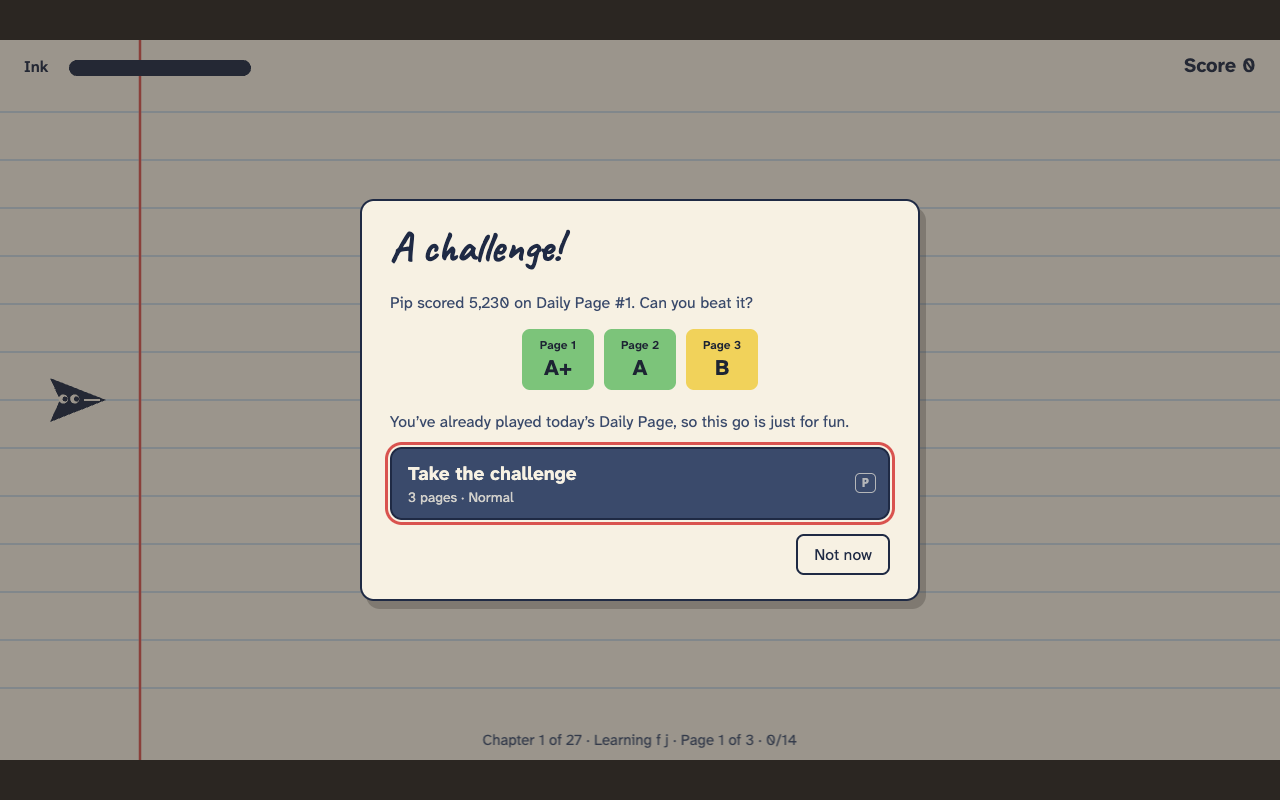 Ink
Score 0
A challenge!
Pip scored 5,230 on Daily Page #1. Can you beat it?
Page 1
A+
Page 2
A
Page 3
B
You’ve already played today’s Daily Page, so this go is just for fun.
Take the challenge
3 pages · Normal
P
Not now
Chapter 1 of 27 · Learning f j · Page 1 of 3 · 0/14